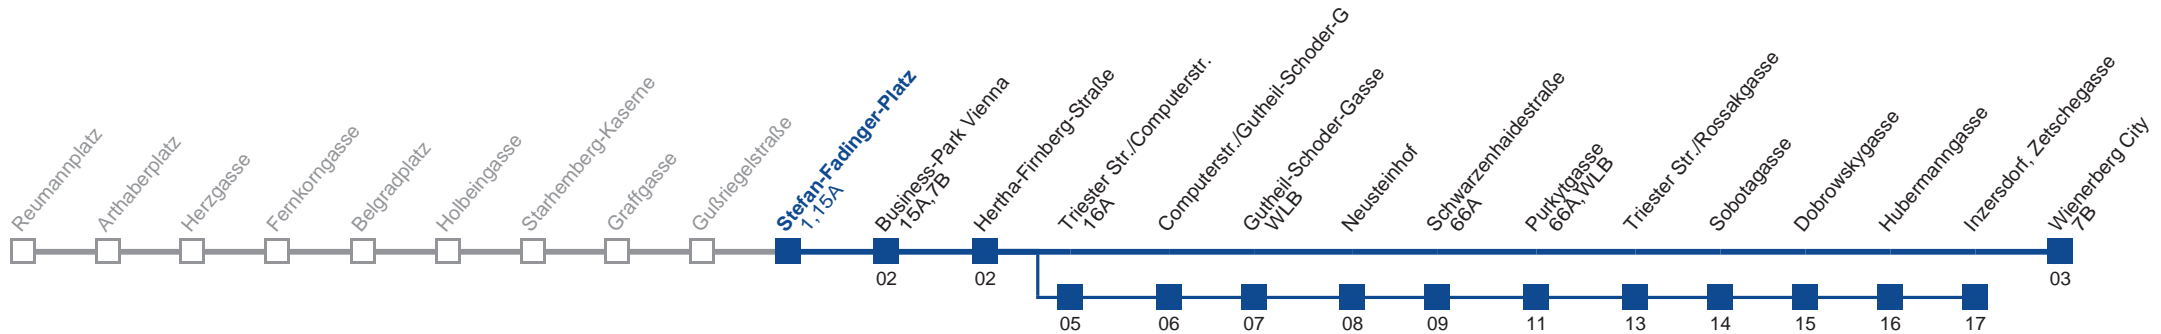 Reumannplatz
Arthaberplatz
Herzgasse
Fernkorngasse
Belgradplatz
Holbeingasse
Starhemberg-Kaserne
Graffgasse
Gußriegelstraße
Stefan-Fadinger-Platz
1,15A
Business-Park Vienna
15A,7B
Hertha-Firnberg-Straße
Triester Str./Computerstr.
16A
Computerstr./Gutheil-Schoder-G
Gutheil-Schoder-Gasse
WLB
Neusteinhof
Schwarzenhaidestraße
66A
Purkytgasse
66A,WLB
Triester Str./Rossakgasse
Sobotagasse
Dobrowskygasse
Hubermanngasse
Inzersdorf, Zetschegasse
Wienerberg City
7B
02
02
03
05
06
07
08
09
11
13
14
15
16
17